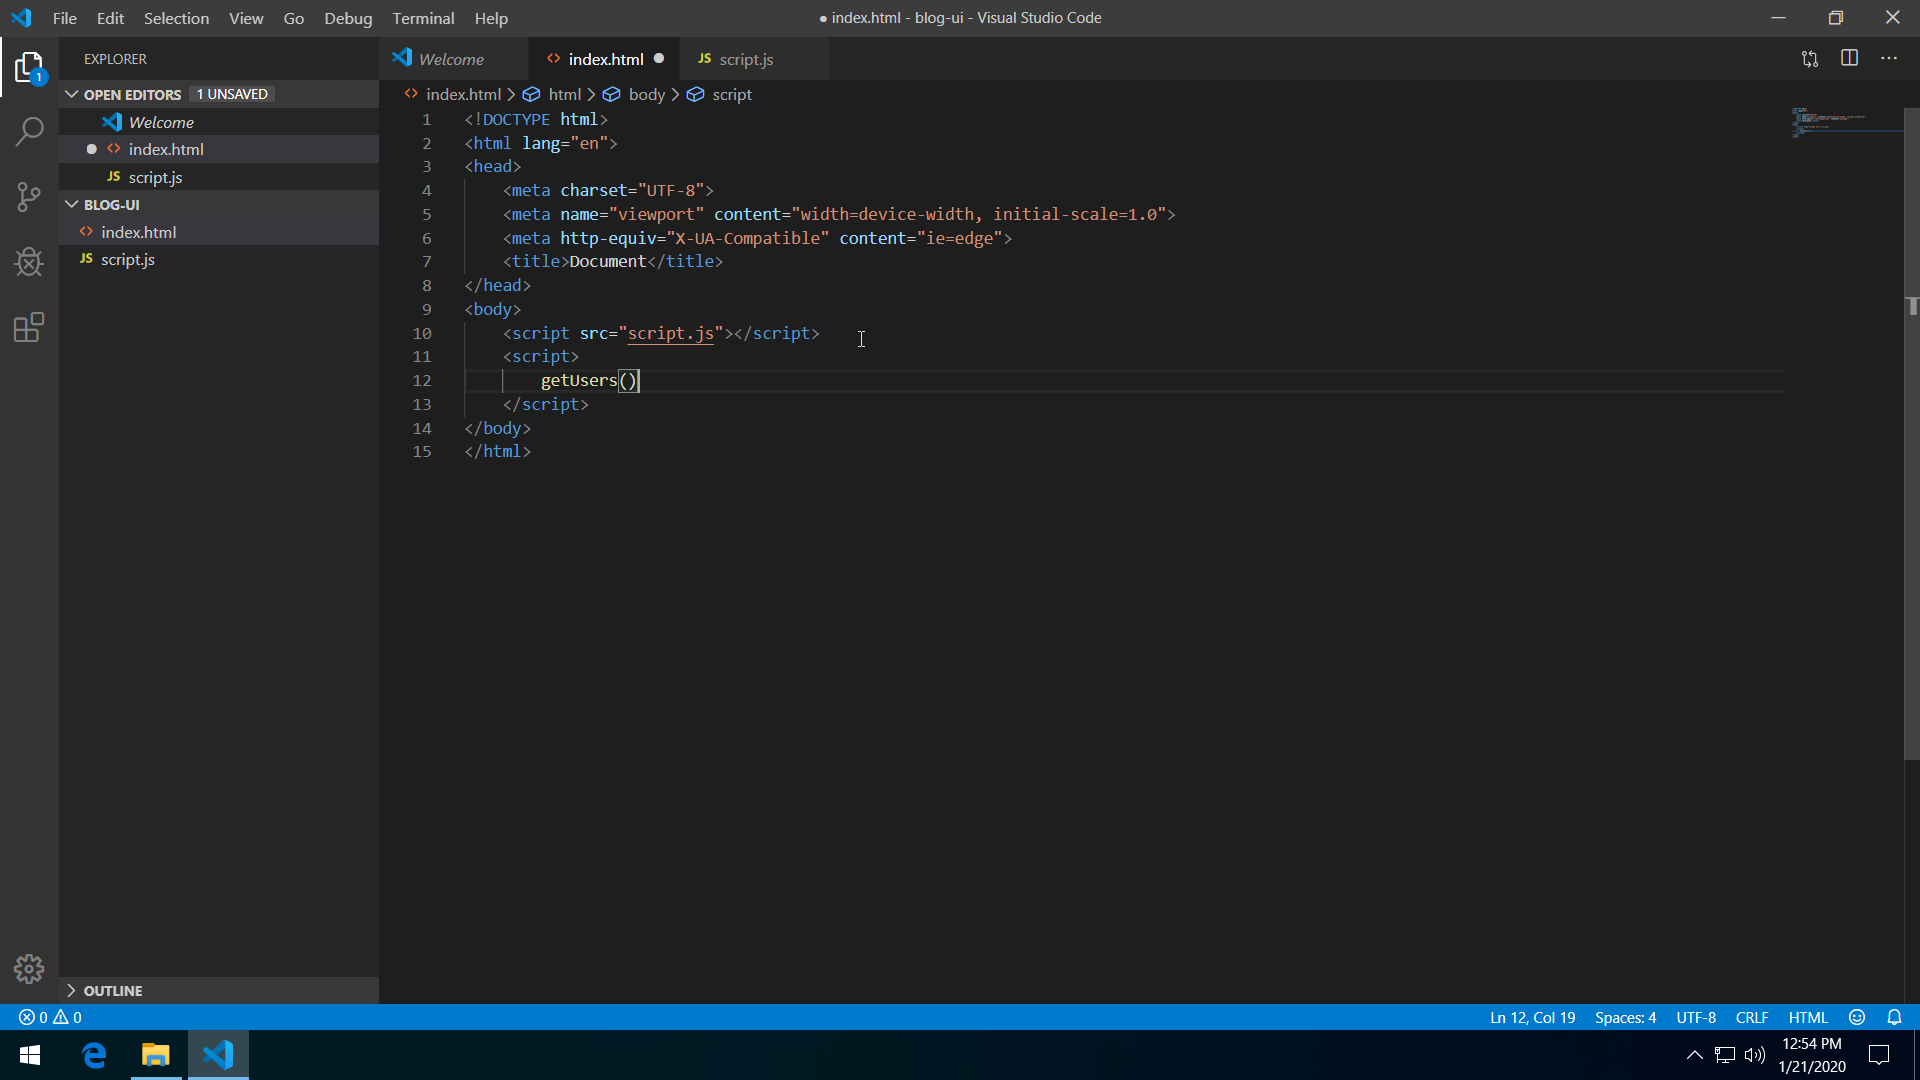 File Edit Selection View Go Debug Terminal Help
● index.html - blog-ui - Visual Studio Code
1
EXPLORER
OPEN EDITORS 1 UNSAVED
Welcome
index.html
JS script.js
BLOG-UI
index.html
JS script.js
OUTLINE
Welcome
index.html
JS script.js
index.html > html > body > script
1 <!DOCTYPE html>
2 <html lang="en">
3 <head>
4 <meta charset="UTF-8">
5 <meta name="viewport" content="width=device-width, initial-scale=1.0">
6 <meta http-equiv="X-UA-Compatible" content="ie=edge">
7 <title>Document</title>
8 </head>
9 <body>
10 <script src="script.js"></script>
11 <script>
12 getUsers()
13 </script>
14 </body>
15 </html>
0 0
Ln 12, Col 19 Spaces: 4 UTF-8 CRLF HTML
12:54 PM
1/21/2020